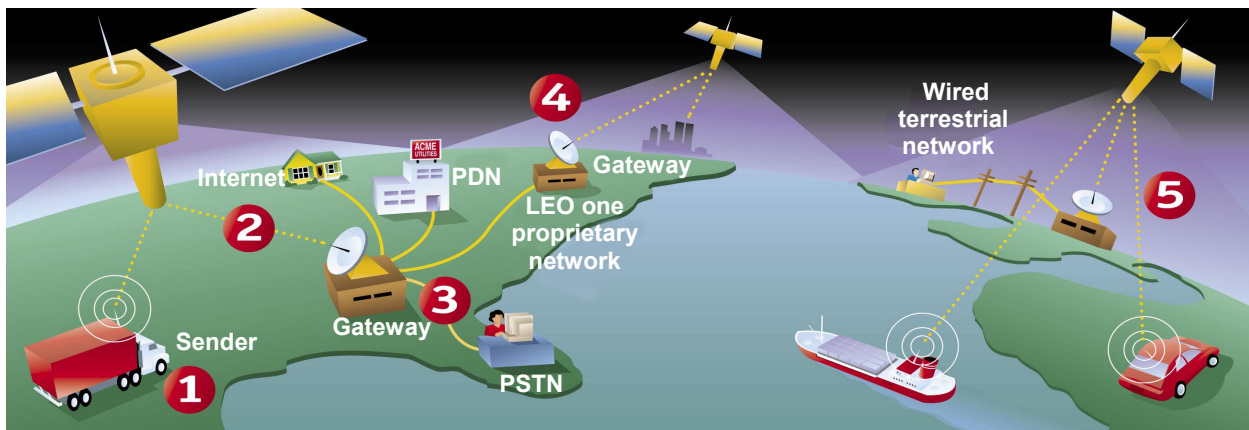 ACME
UTILITIES
Internet
PDN
Gateway
LEO one
proprietary
network
Wired
terrestrial
network
4
2
5
3
Gateway
Sender
1
PSTN